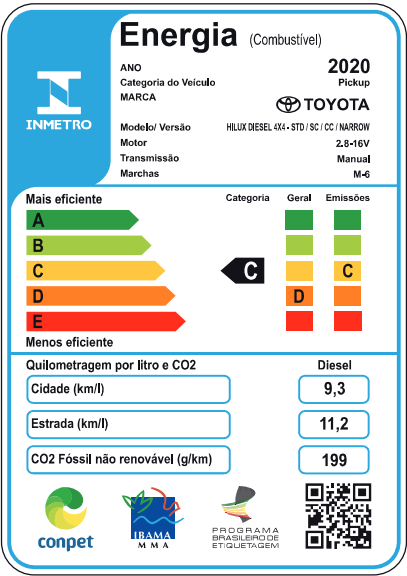 Energia (Combustível)
INMETRO
ANO 2020
Categoria do Veículo Pickup
MARCA TOYOTA
Modelo/ Versão HILUX DIESEL 4X4 - STD / SC / CC / NARROW
Motor 2.8-16V
Transmissão Manual
Marchas M-6
Mais eficiente Categoria Geral Emissões
A
B
C C C
D D
E
Menos eficiente
Quilometragem por litro e CO2 Diesel
Cidade (km/l) 9,3
Estrada (km/l) 11,2
CO2 Fóssil não renovável (g/km) 199
conpet
IBAMA
MMA
PROGRAMA
BRASILEIRO DE
ETIQUETAGEM